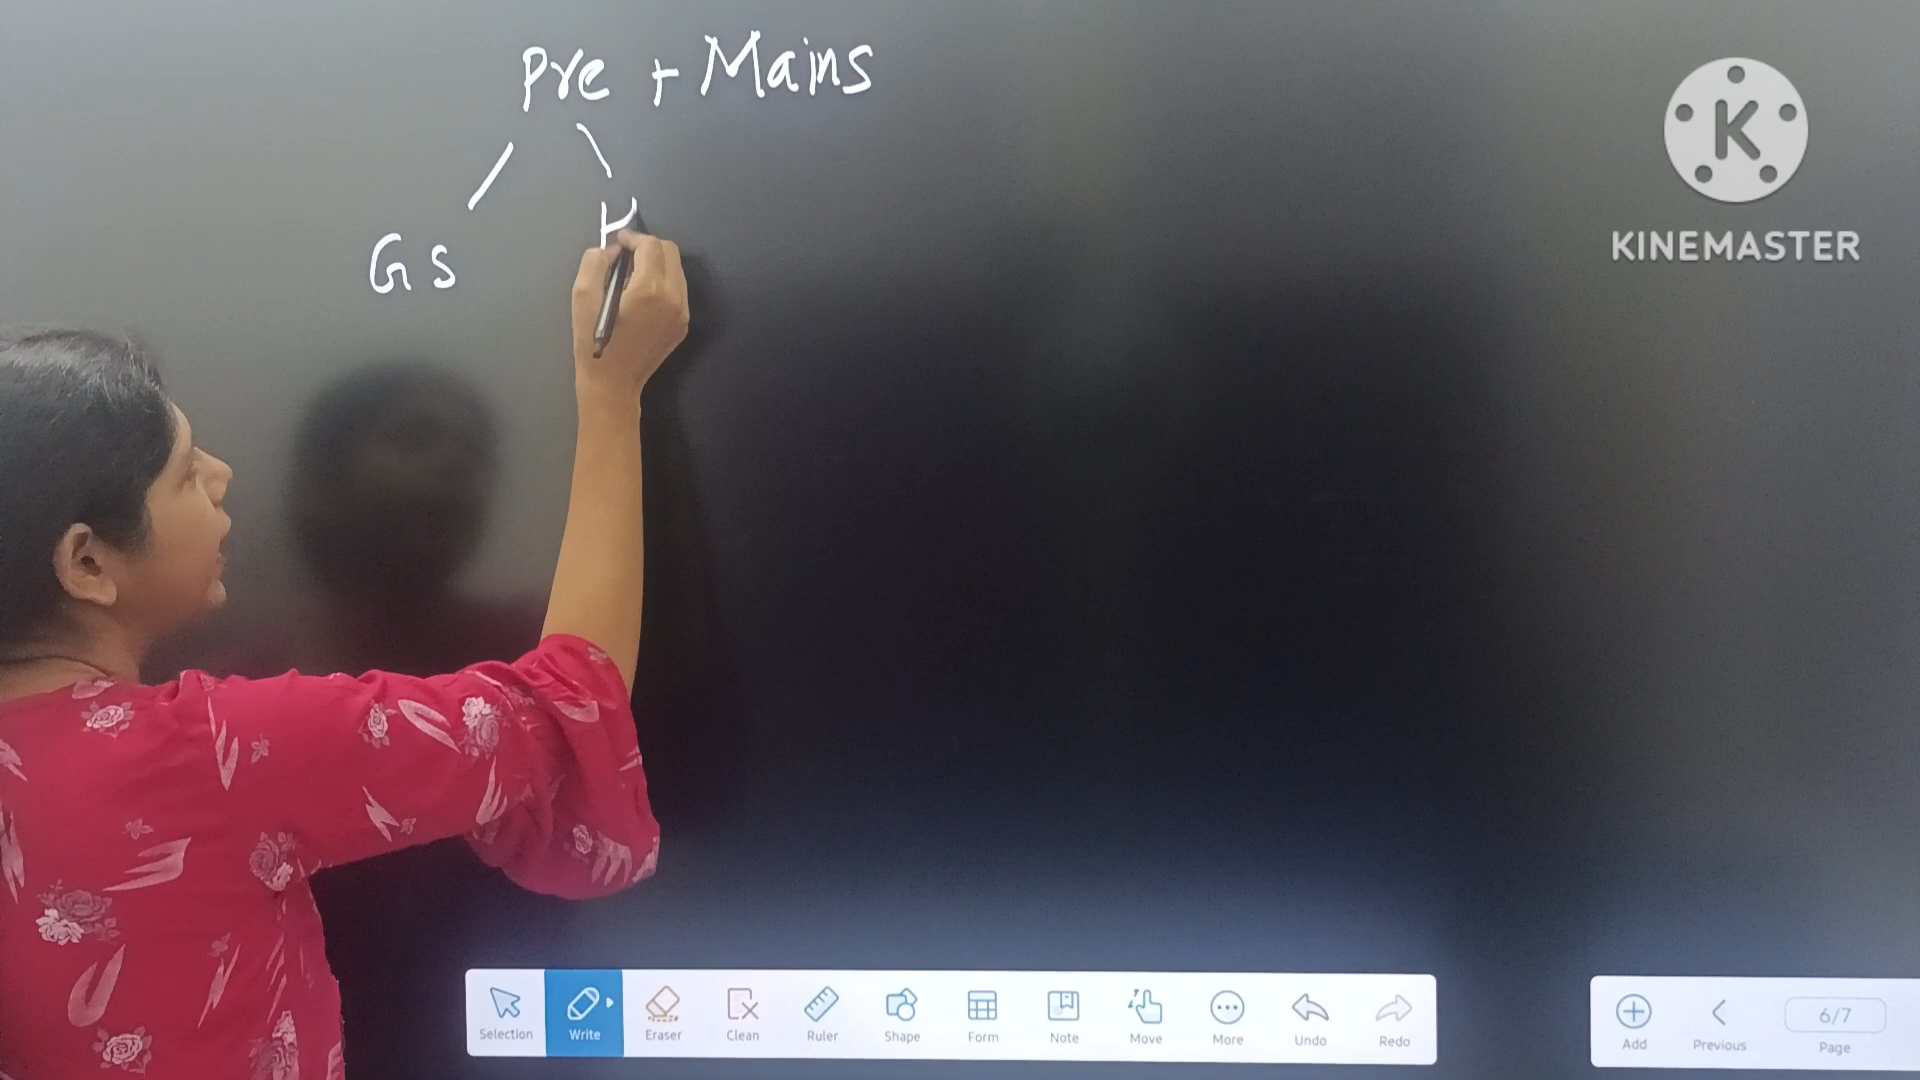 Pre + Mains
GS
H
K
KINEMASTER
Selection Write Eraser Clean Ruler Shape Form Note Move More Undo Redo
Add Previous 6/7 Page